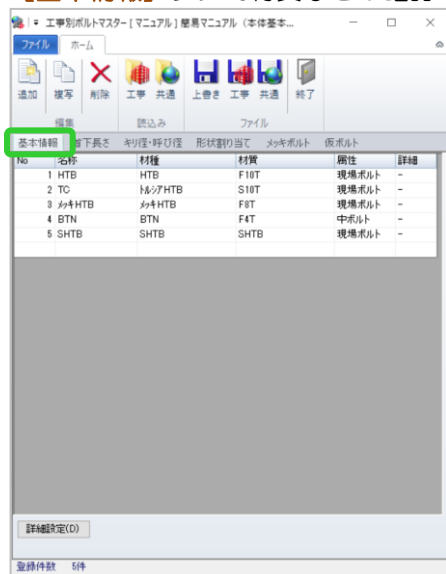 工事別ボルトマスター [ マニュアル ] 簡易マニュアル（本体基本...
ファイル ホーム
追加 複写 削除 工事 共通 上書き 工事 共通 終了
編集 読込み ファイル
基本情報 首下長さ キリ径・呼び径 形状割り当て メッキボルト 仮ボルト
No 名称 材種 材質 属性 詳細
1 HTB HTB F10T 現場ボルト -
2 TC トルシアHTB S10T 現場ボルト -
3 メッキHTB メッキHTB F8T 現場ボルト -
4 BTN BTN F4T 中ボルト -
5 SHTB SHTB SHTB 現場ボルト -
詳細設定(D)
登録件数 5件